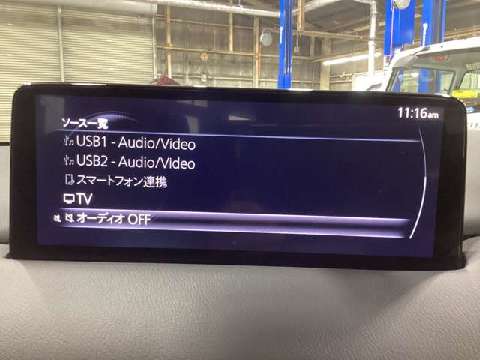 11:16am
ソース一覧
USB1 - Audio/Video
USB2 - Audio/Video
スマートフォン連携
TV
オーディオ OFF